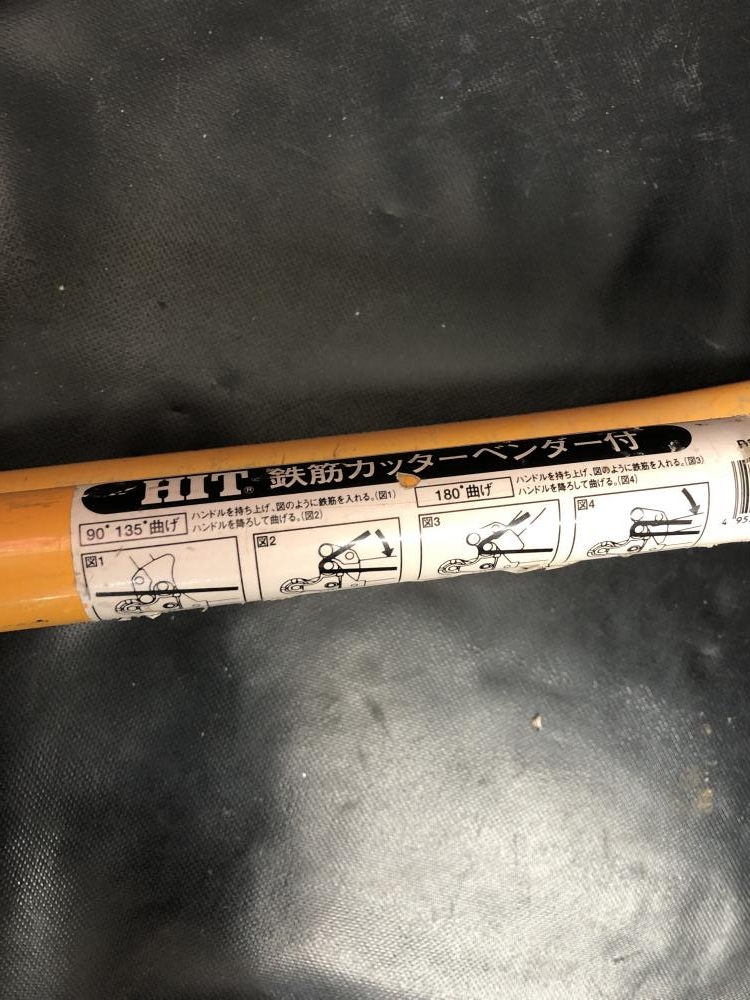 HIT® 鉄筋カッターベンダー付
90° 135°曲げ
ハンドルを持ち上げ、図のように鉄筋を入れる。(図1)
ハンドルを降ろして曲げる。(図2)
180°曲げ
ハンドルを持ち上げ、図のように鉄筋を入れる。(図3)
ハンドルを降ろして曲げる。(図4)
図1
図2
図3
図4
4 95